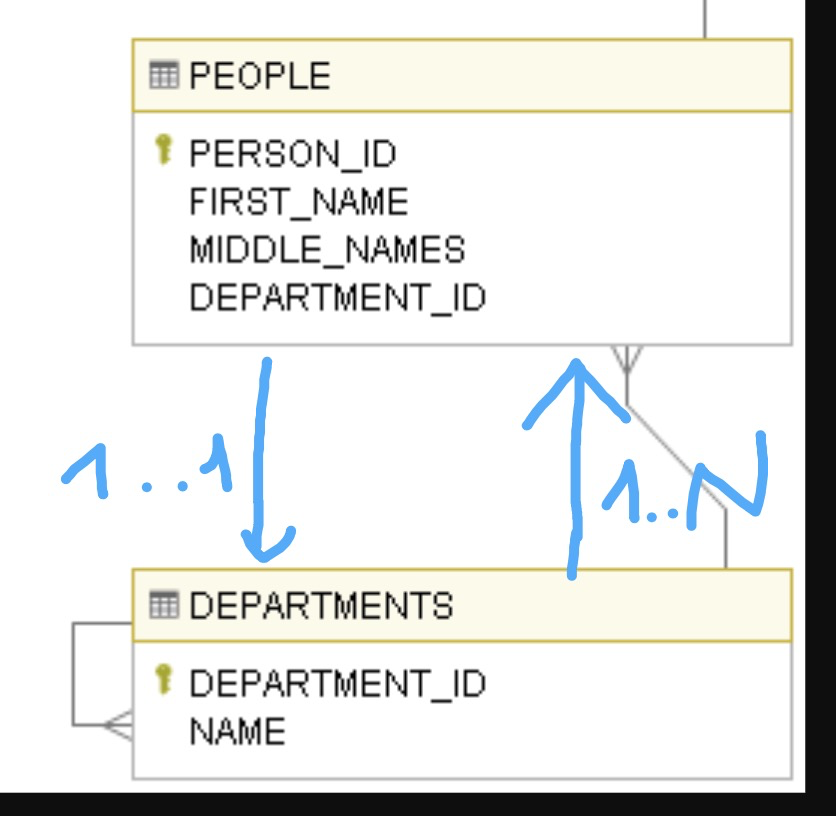 PEOPLE
PERSON_ID
FIRST_NAME
MIDDLE_NAMES
DEPARTMENT_ID
1..1
1..N
DEPARTMENTS
DEPARTMENT_ID
NAME